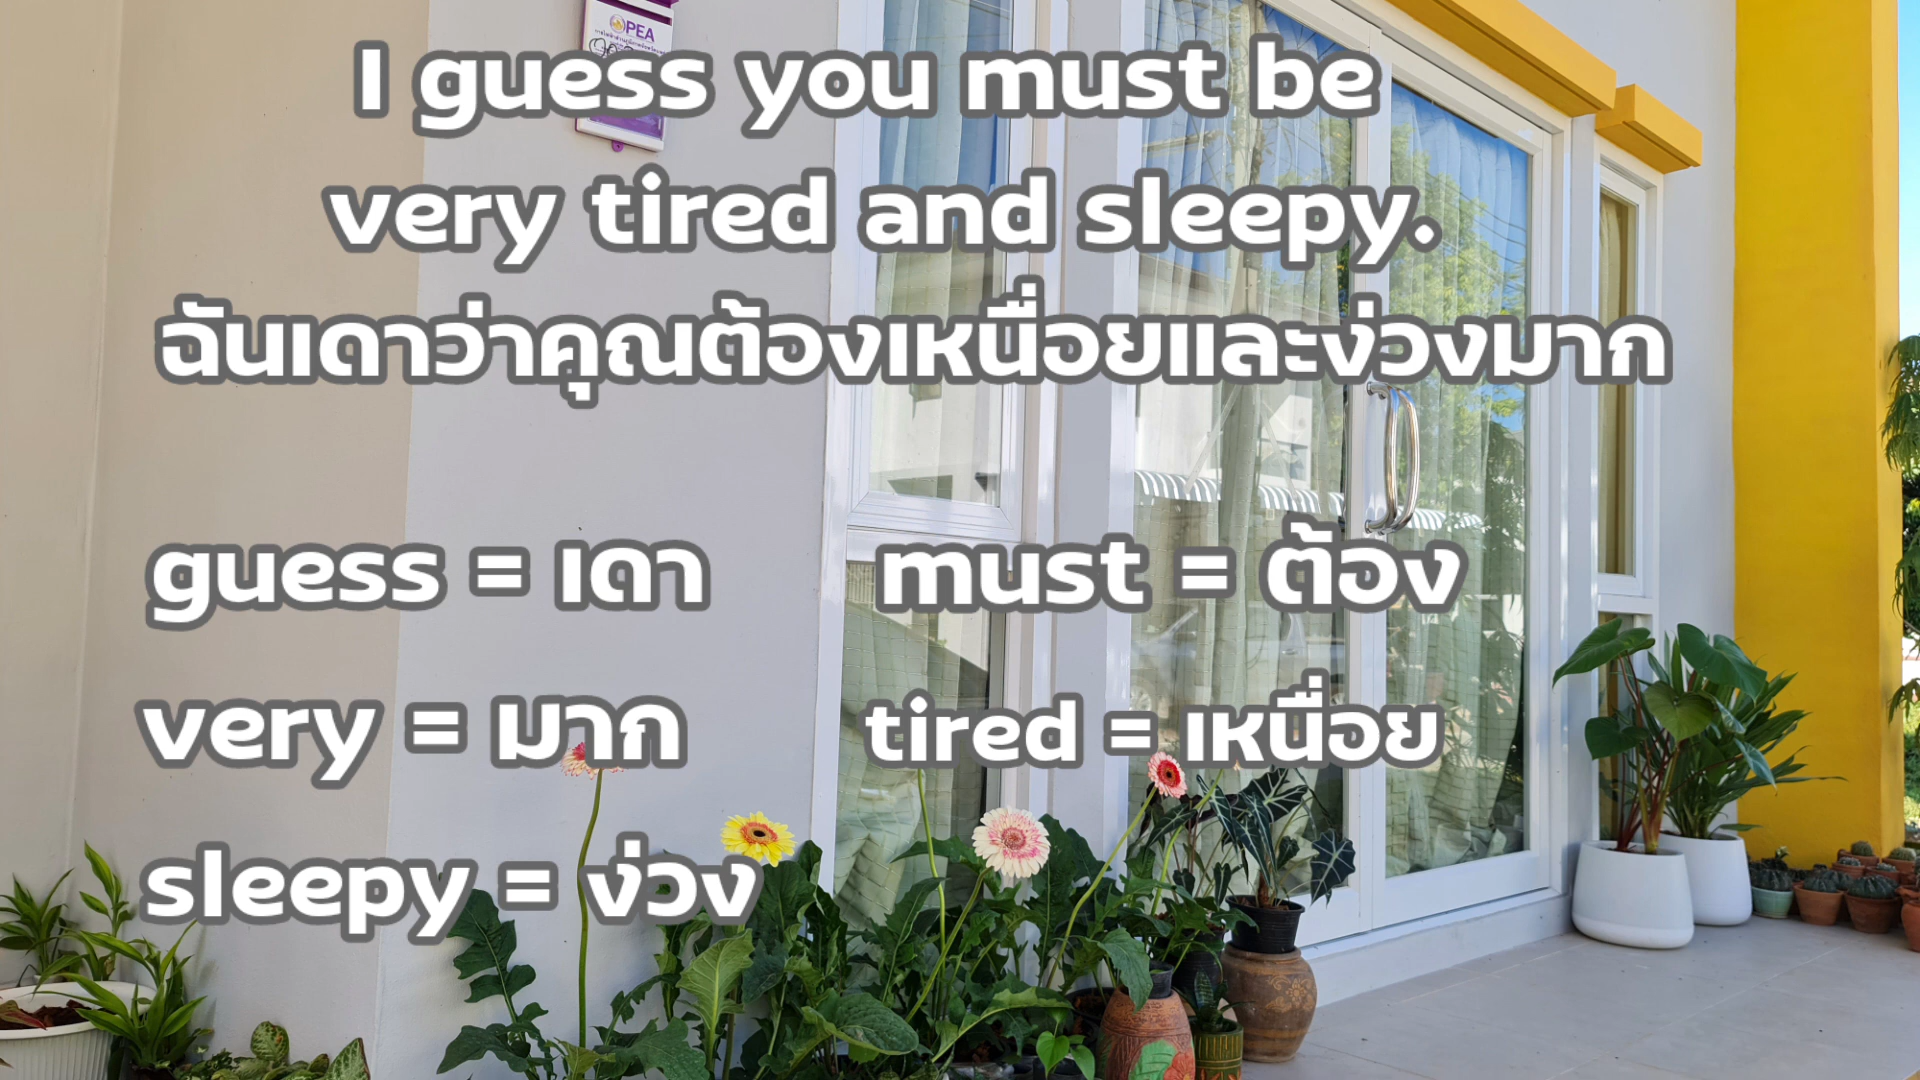 PEA
I guess you must be
very tired and sleepy.
ฉันเดาว่าคุณต้องเหนื่อยและง่วงมาก
guess = เดา
must = ต้อง
very = มาก
tired = เหนื่อย
sleepy = ง่วง